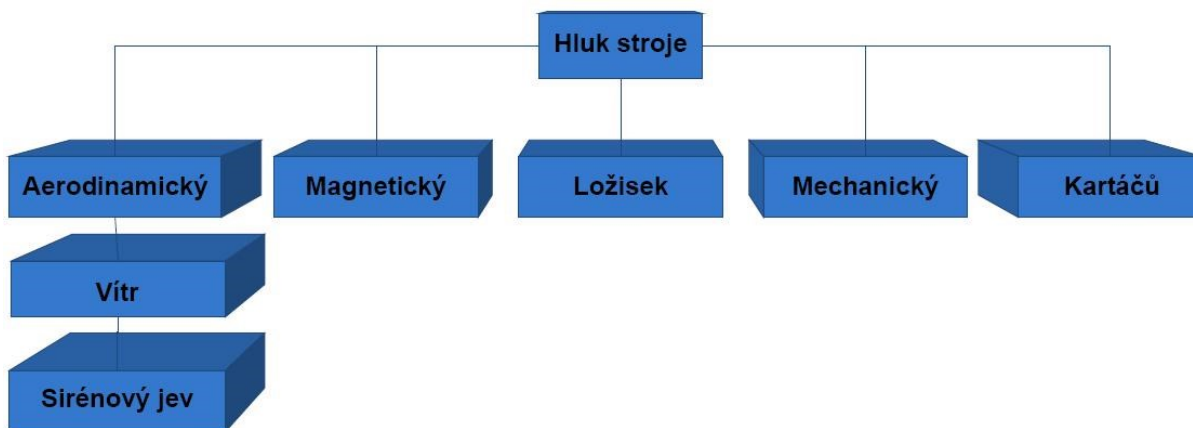 Hluk stroje
Aerodinamický
Magnetický
Ložisek
Mechanický
Kartáčů
Vítr
Sirénový jev